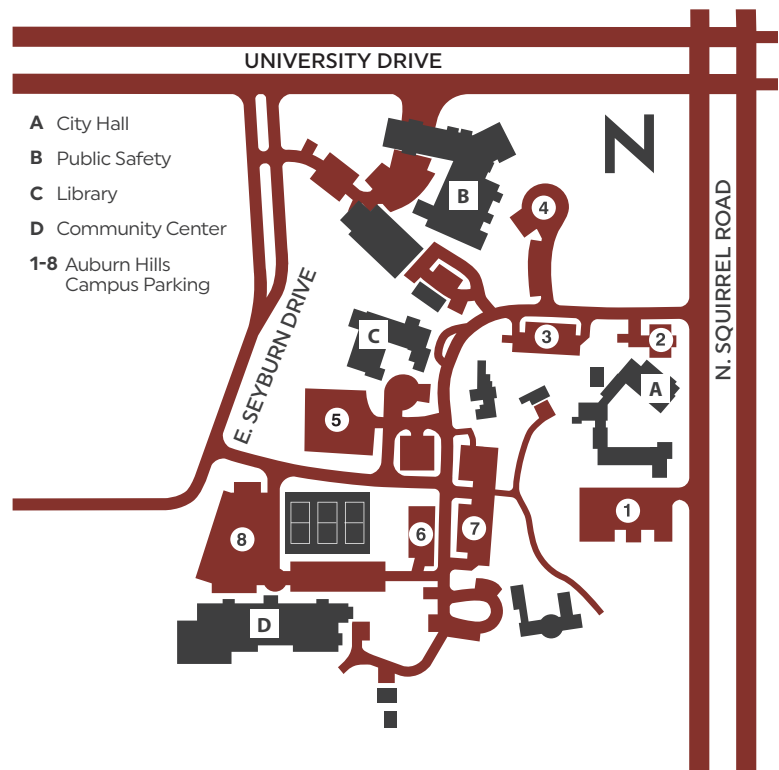 UNIVERSITY DRIVE
A City Hall
B Public Safety
C Library
D Community Center
1-8 Auburn Hills
Campus Parking
N
B
4
E. SEYBURN DRIVE
N. SQUIRREL ROAD
C
3
2
A
5
1
6
7
8
D